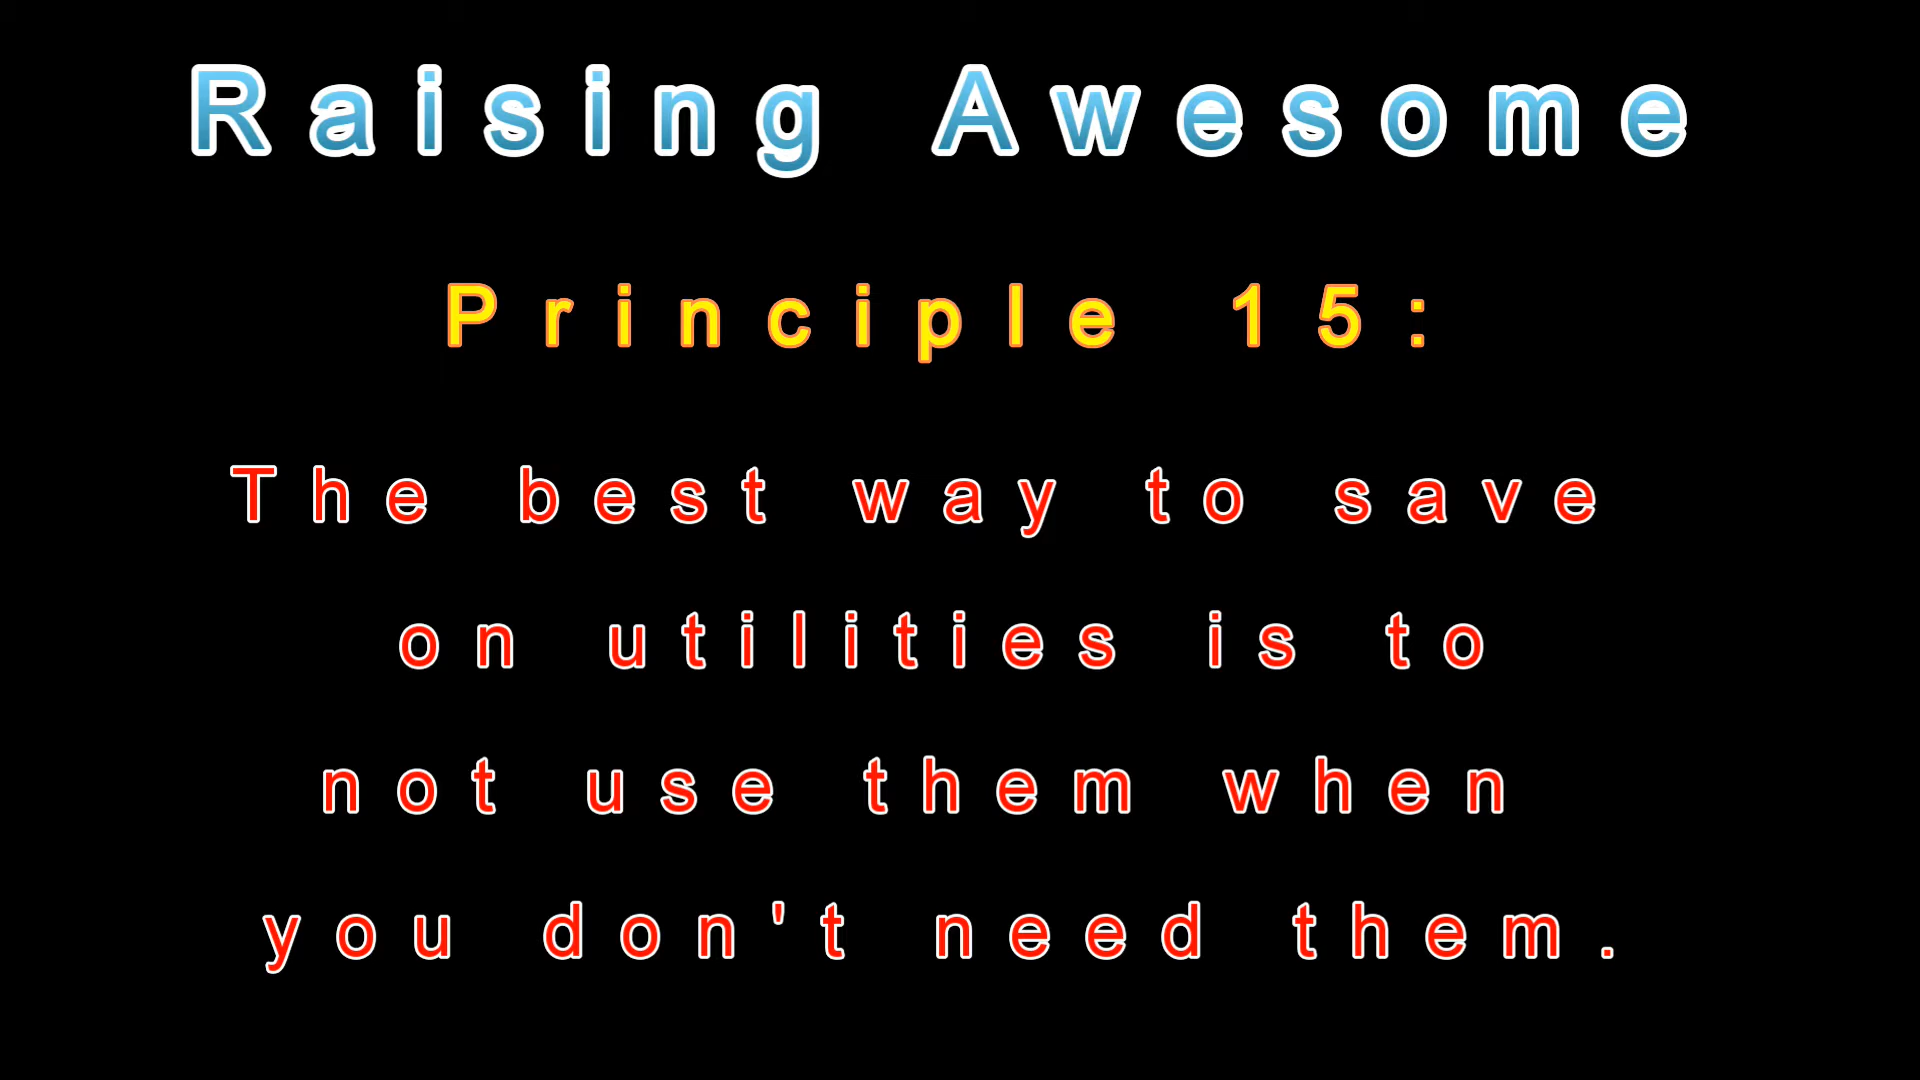 Raising Awesome
Principle 15:
The best way to save
on utilities is to
not use them when
you don't need them.